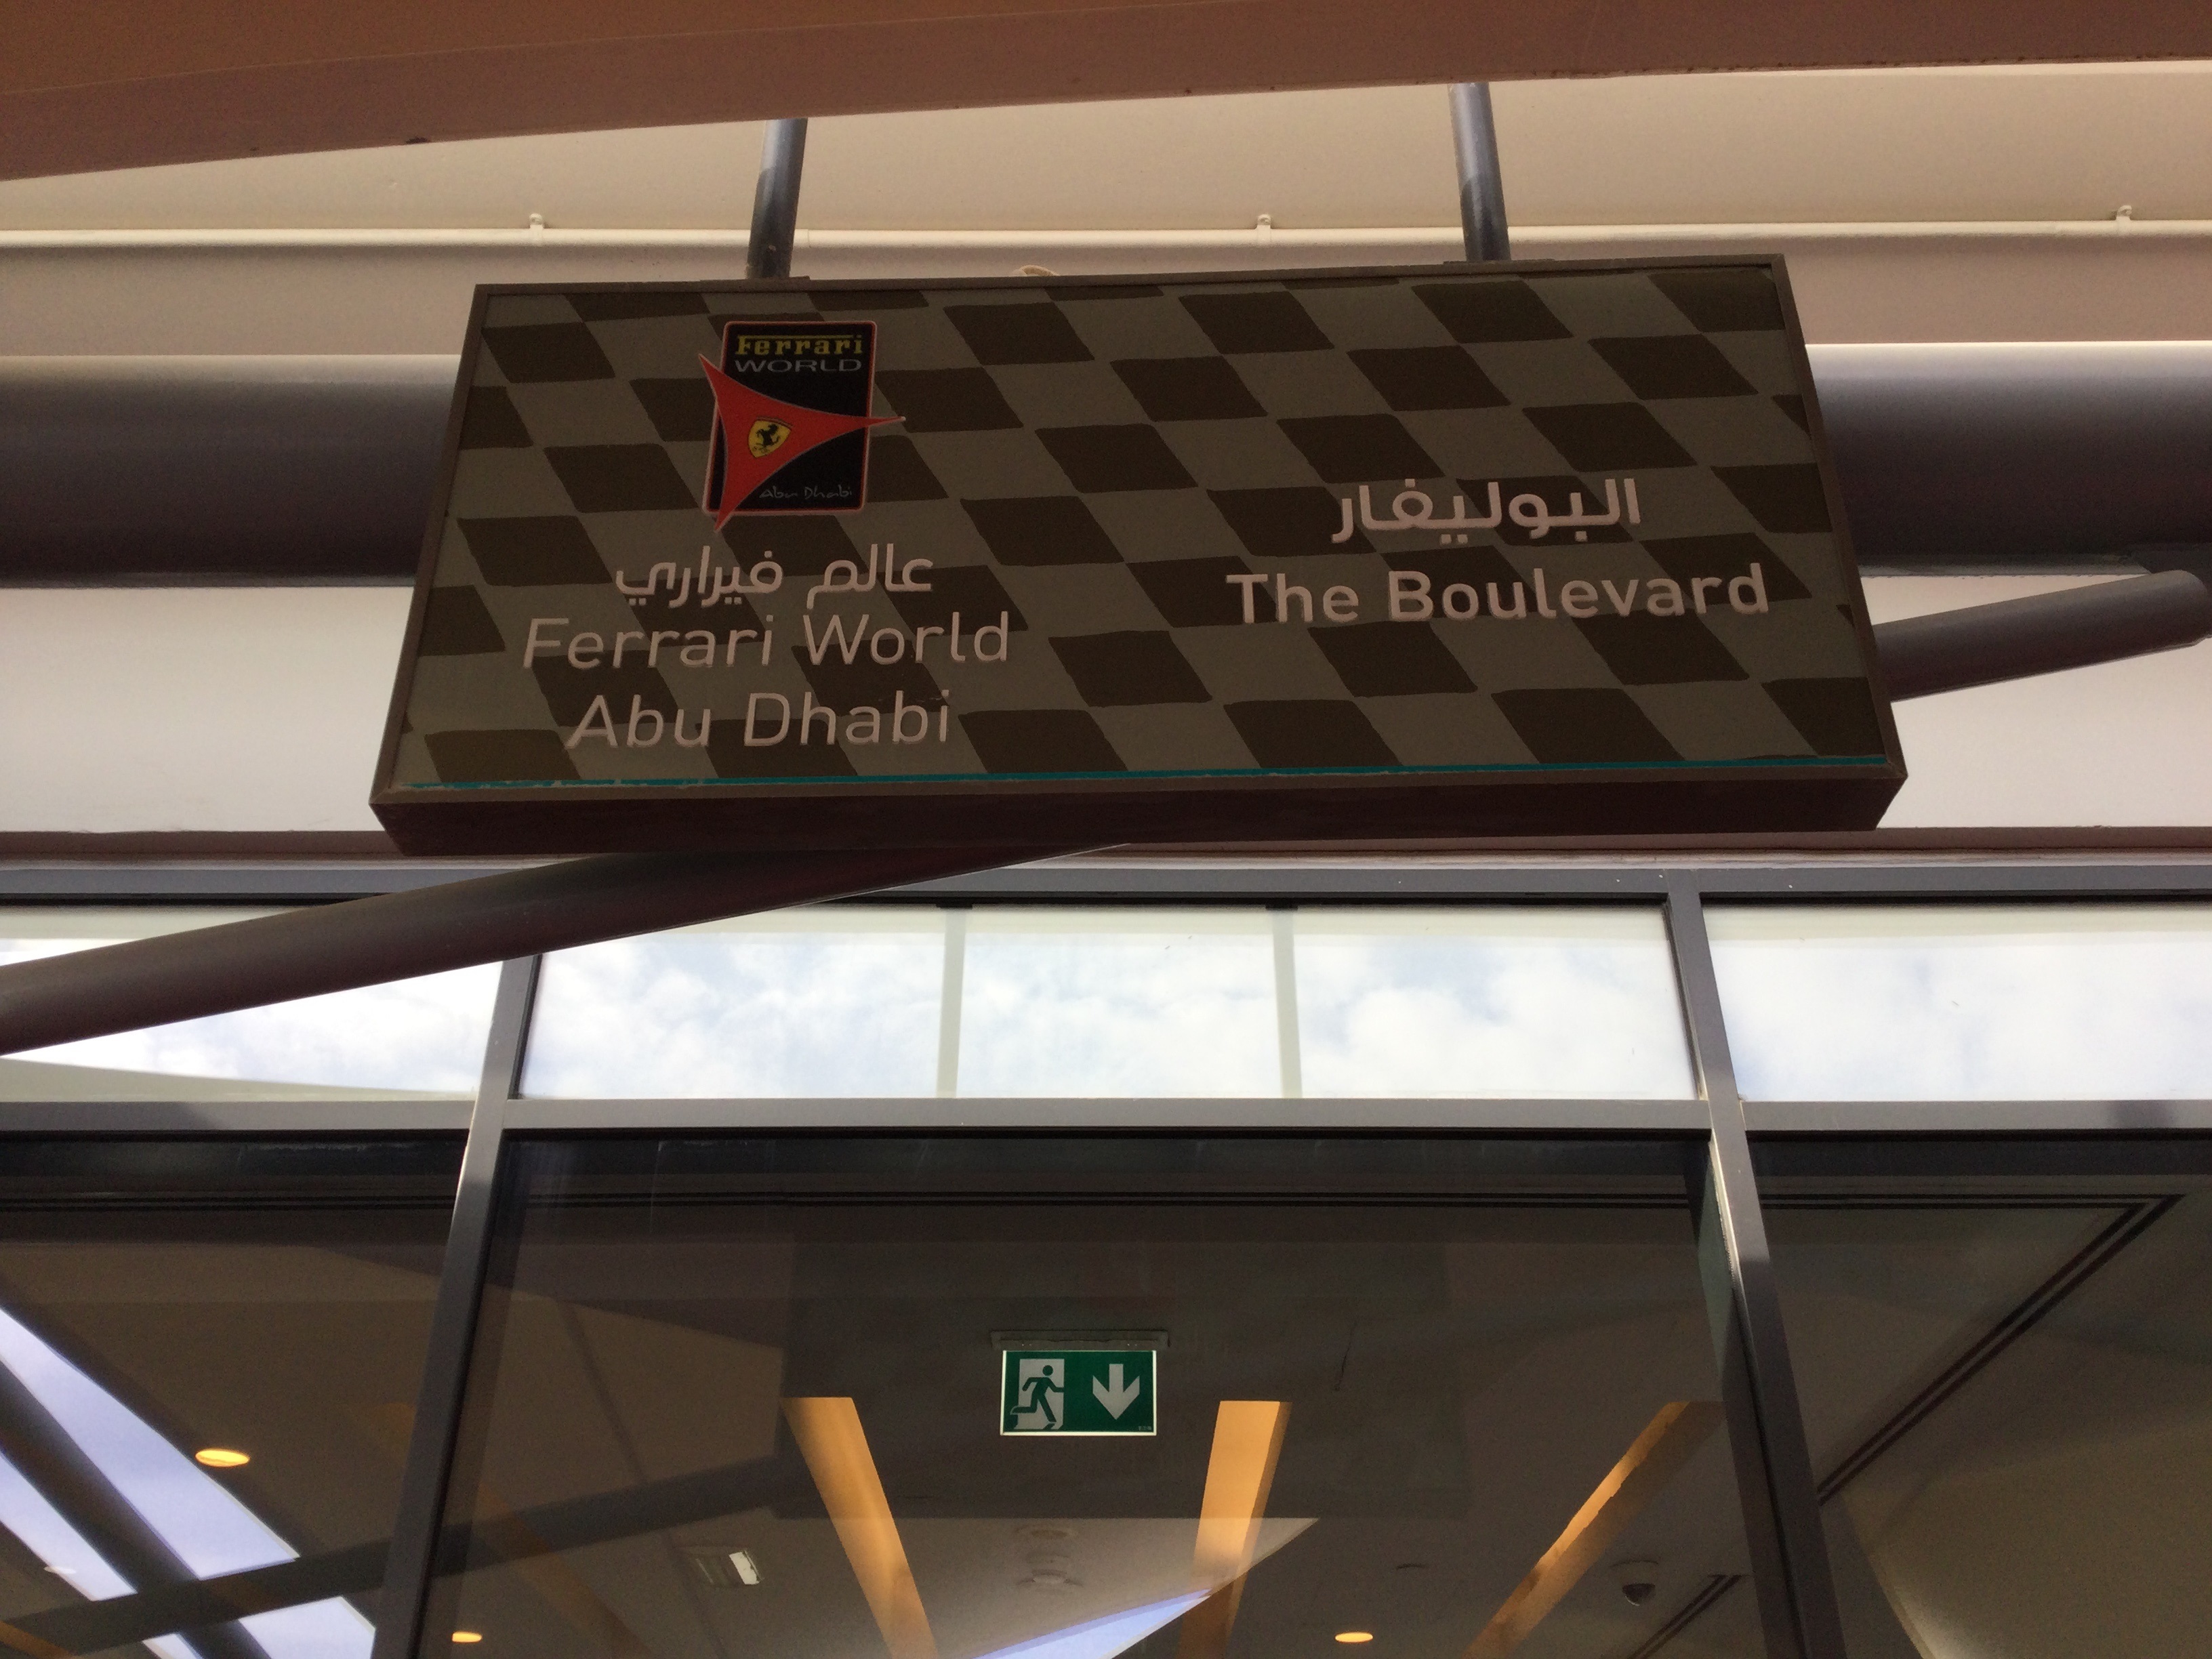 Ferrari
WORLD
Abu Dhabi
عالم فيراري
Ferrari World
Abu Dhabi
البوليفار
The Boulevard